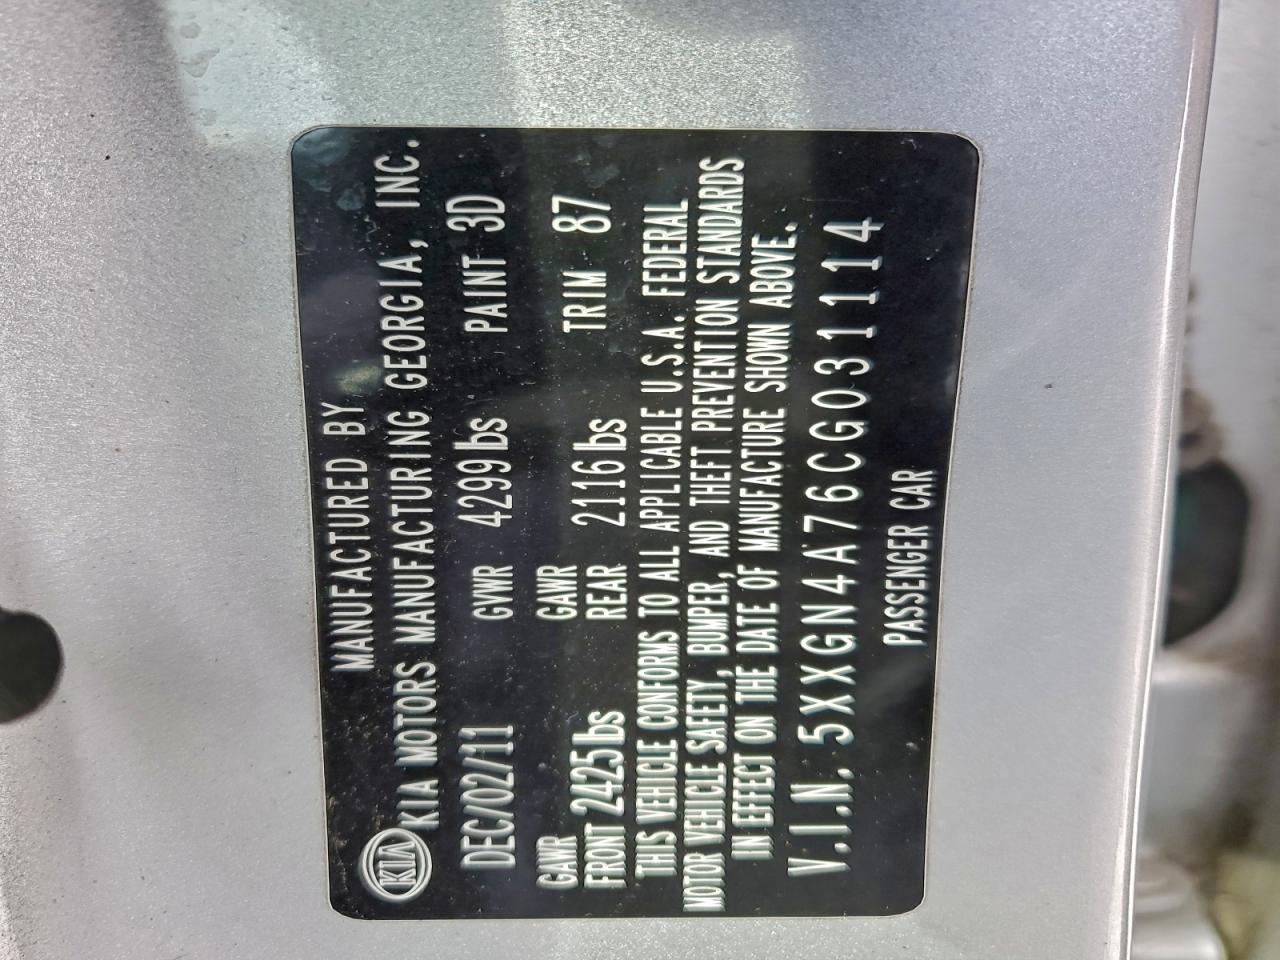 MANUFACTURED BY
KIA KIA MOTORS MANUFACTURING GEORGIA, INC.
DEC/02/11 GVWR 4299lbs PAINT 3D
GAWR GAWR
FRONT 2425lbs REAR 2116lbs TRIM 87
THIS VEHICLE CONFORMS TO ALL APPLICABLE U.S.A. FEDERAL
MOTOR VEHICLE SAFETY, BUMPER, AND THEFT PREVENTION STANDARDS
IN EFFECT ON THE DATE OF MANUFACTURE SHOWN ABOVE.
V.I.N. 5XXGN4A76CG031114
PASSENGER CAR